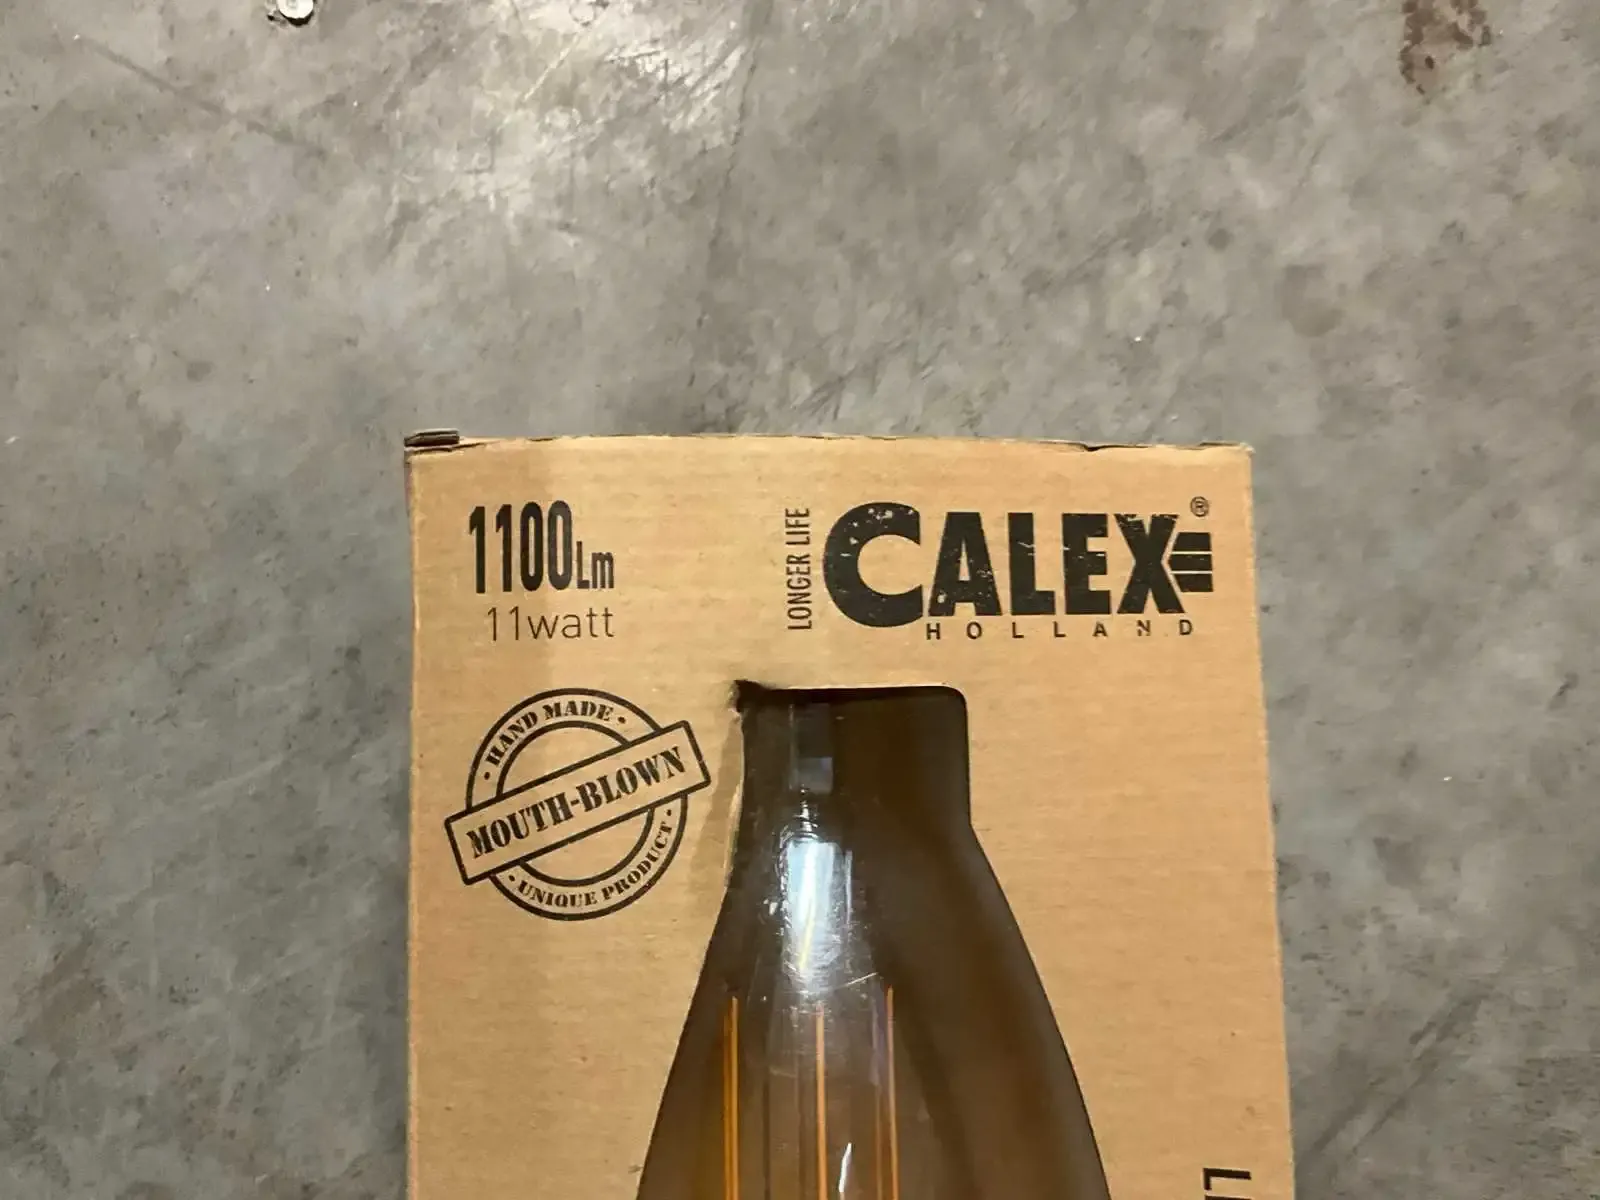 1100Lm
11watt
LONGER LIFE
CALEX®
HOLLAND
· HAND MADE ·
MOUTH-BLOWN
· UNIQUE PRODUCT ·